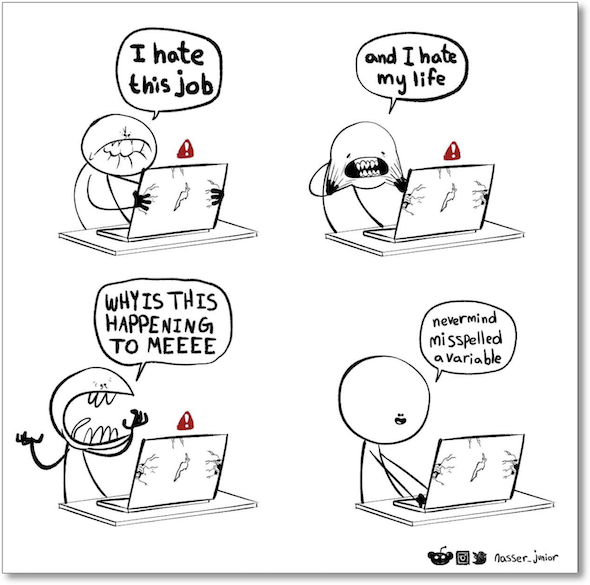 I hate
this job
and I hate
my life
WHY IS THIS
HAPPENING
TO MEEEE
nevermind
misspelled
a variable
nasser_junior